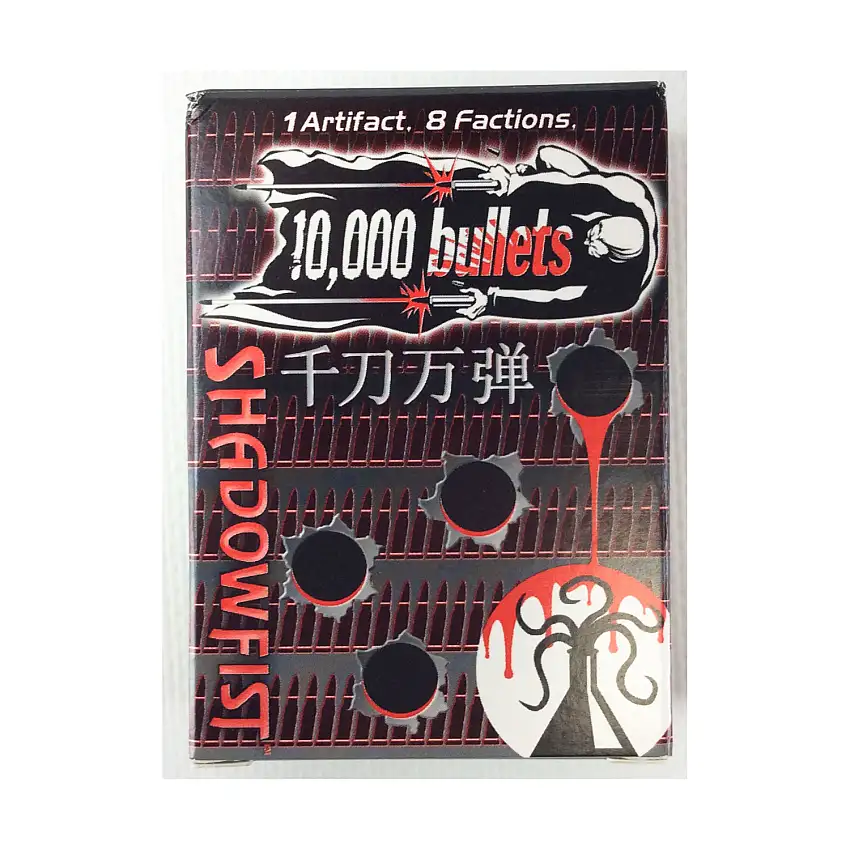 1 Artifact, 8 Factions,
10,000 bullets
千刀万弹
SHADOWFIST